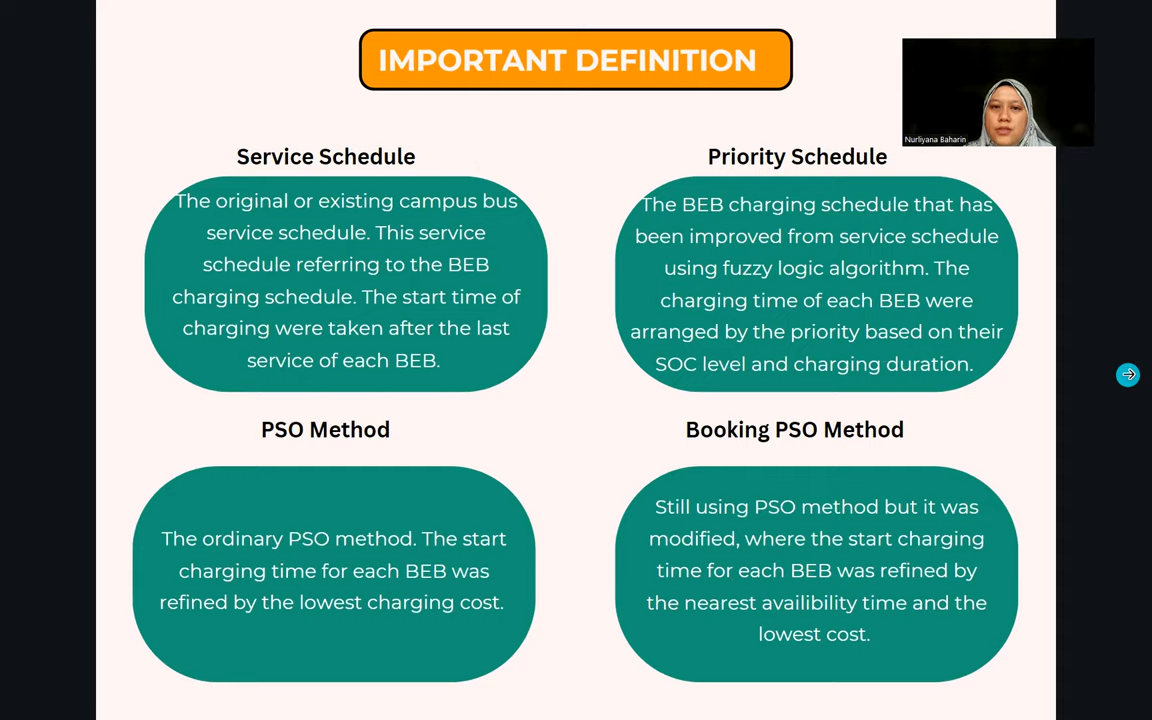 IMPORTANT DEFINITION
Nurliyana Baharin
Service Schedule
The original or existing campus bus
service schedule. This service
schedule referring to the BEB
charging schedule. The start time of
charging were taken after the last
service of each BEB.
Priority Schedule
The BEB charging schedule that has
been improved from service schedule
using fuzzy logic algorithm. The
charging time of each BEB were
arranged by the priority based on their
SOC level and charging duration.
PSO Method
The ordinary PSO method. The start
charging time for each BEB was
refined by the lowest charging cost.
Booking PSO Method
Still using PSO method but it was
modified, where the start charging
time for each BEB was refined by
the nearest availibility time and the
lowest cost.